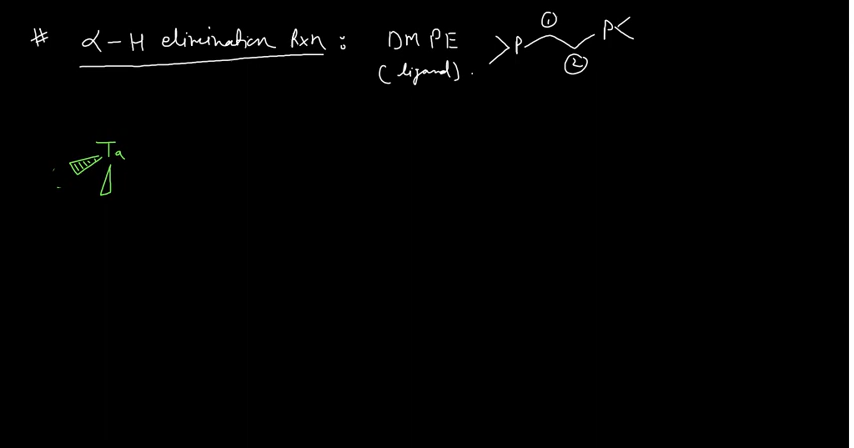 # α-H elimination Rxn : DMPE >P ① ② P<
(ligand).
Ta